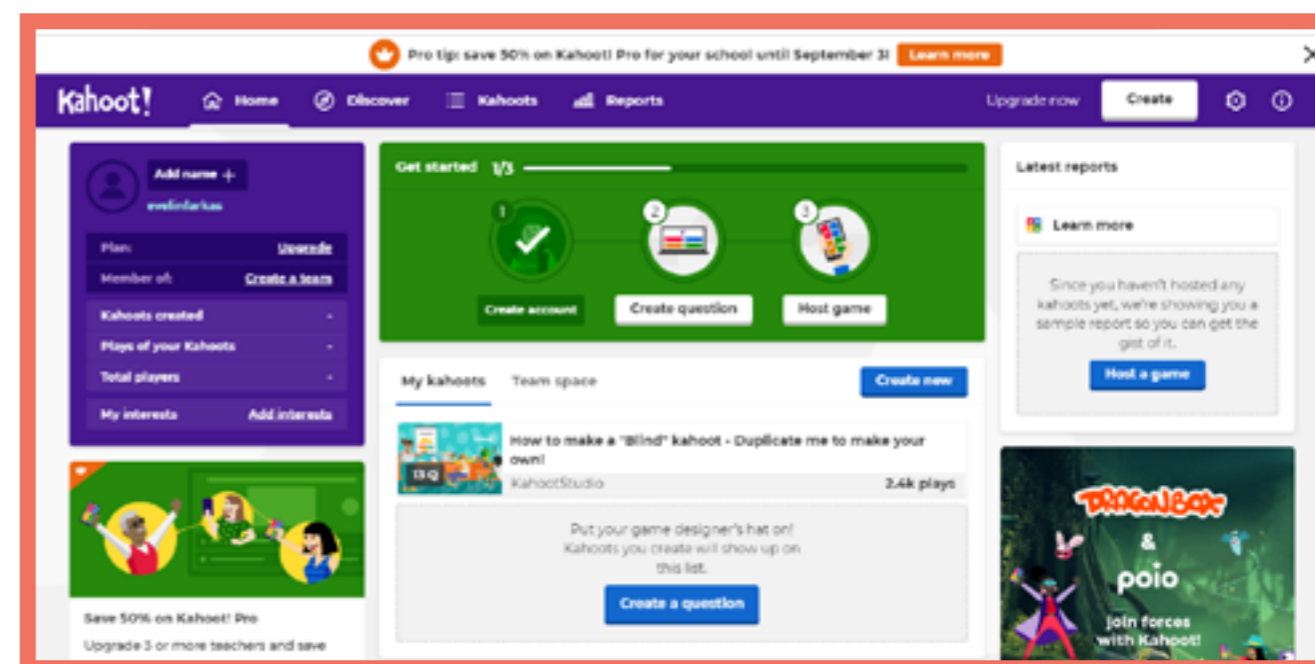 Pro tip: save 50% on Kahoot! Pro for your school until September 3! Learn more
Kahoot! Home Discover Kahoots Reports Upgrade now Create
Add name +
evelinfarkas
Plan: Upgrade
Member of: Create a team
Kahoots created -
Plays of your Kahoots -
Total players -
My interests Add interests
Save 50% on Kahoot! Pro
Upgrade 3 or more teachers and save
Get started 1/3
1 2 3
Create account Create question Host game
My kahoots Team space Create new
How to make a "Blind" kahoot - Duplicate me to make your
own!
13 Q
KahootStudio 2.4k plays
Put your game designer's hat on!
Kahoots you create will show up on
this list.
Create a question
Latest reports
Learn more
Since you haven't hosted any
kahoots yet, we're showing you a
sample report so you can get the
gist of it.
Host a game
DRAGONBOX
&
poio
join forces
with Kahoot!